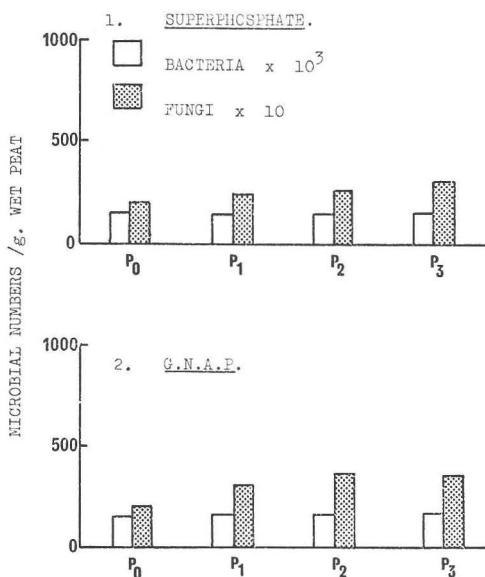 1. SUPERPHOSPHATE.
BACTERIA x 10³
FUNGI x 10
1000
500
0
P₀ P₁ P₂ P₃
MICROBIAL NUMBERS /g. WET PEAT
2. G.N.A.P.
1000
500
0
P₀ P₁ P₂ P₃